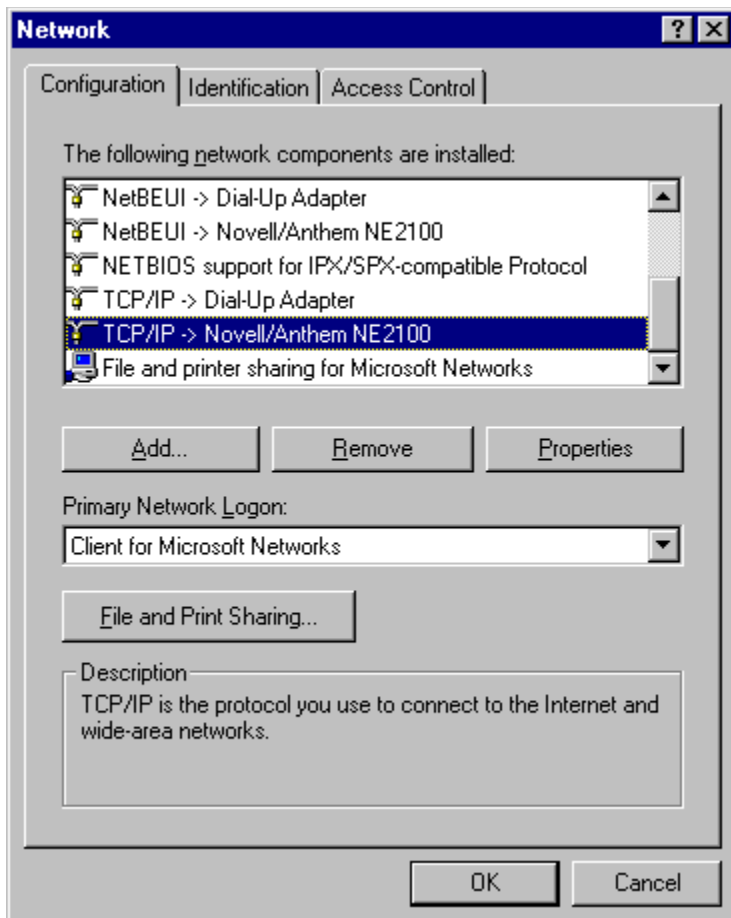 Network
Configuration Identification Access Control
The following network components are installed:
NetBEUI -> Dial-Up Adapter
NetBEUI -> Novell/Anthem NE2100
NETBIOS support for IPX/SPX-compatible Protocol
TCP/IP -> Dial-Up Adapter
TCP/IP -> Novell/Anthem NE2100
File and printer sharing for Microsoft Networks
Add... Remove Properties
Primary Network Logon:
Client for Microsoft Networks
File and Print Sharing...
Description
TCP/IP is the protocol you use to connect to the Internet and
wide-area networks.
OK Cancel